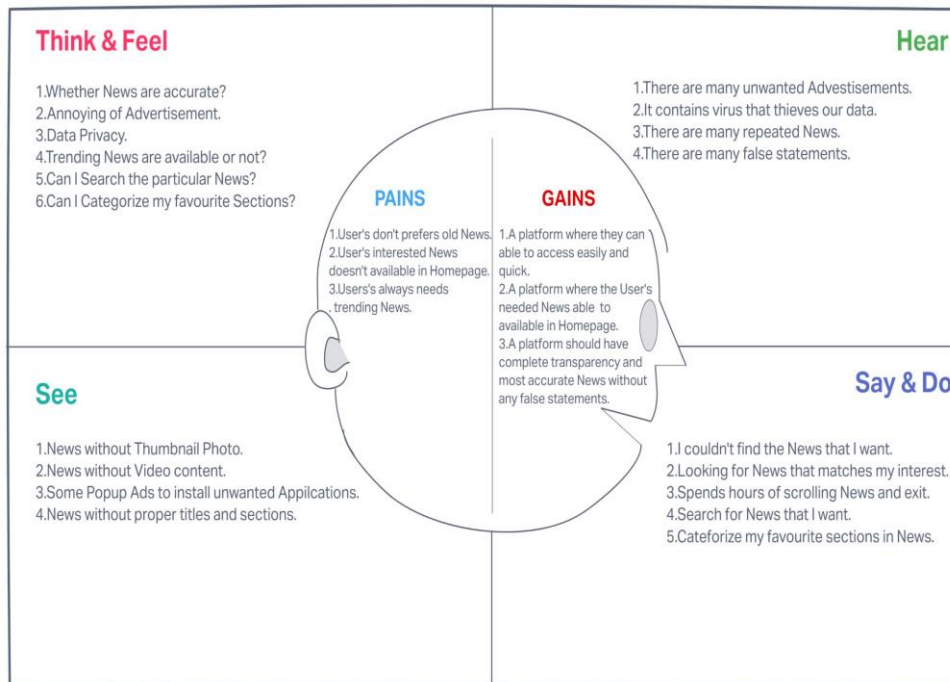 Think & Feel
1.Whether News are accurate?
2.Annoying of Advertisement.
3.Data Privacy.
4.Trending News are available or not?
5.Can I Search the particular News?
6.Can I Categorize my favourite Sections?
Hear
1.There are many unwanted Advestisements.
2.It contains virus that thieves our data.
3.There are many repeated News.
4.There are many false statements.
PAINS
1.User's don't prefers old News.
2.User's interested News
doesn't available in Homepage.
3.Users's always needs
. trending News.
GAINS
1.A platform where they can
able to access easily and
quick.
2.A platform where the User's
needed News able to
available in Homepage.
3.A platform should have
complete transparency and
most accurate News without
any false statements.
See
1.News without Thumbnail Photo.
2.News without Video content.
3.Some Popup Ads to install unwanted Appilcations.
4.News without proper titles and sections.
Say & Do
1.I couldn't find the News that I want.
2.Looking for News that matches my interest.
3.Spends hours of scrolling News and exit.
4.Search for News that I want.
5.Cateforize my favourite sections in News.